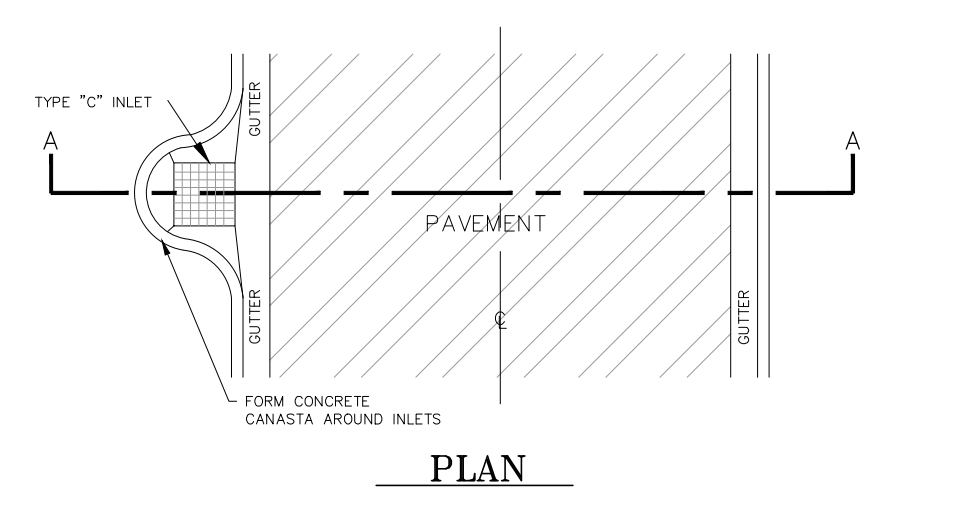 GUTTER
TYPE "C" INLET
A
A
PAVEMENT
GUTTER
GUTTER
℄
FORM CONCRETE
CANASTA AROUND INLETS
PLAN